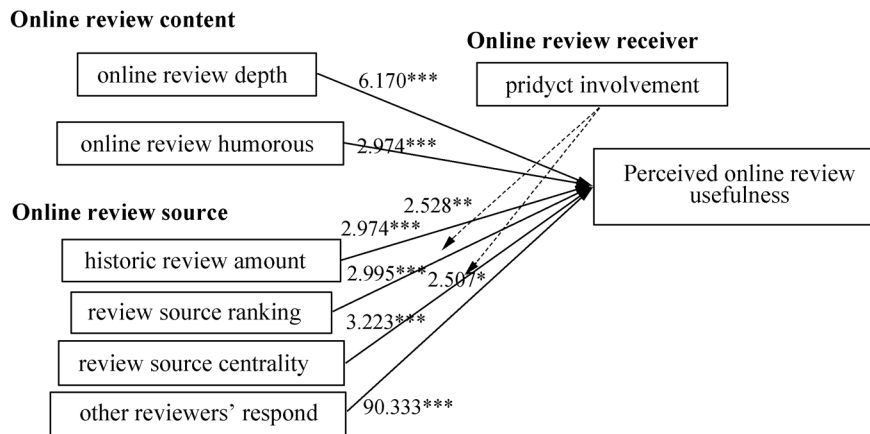 Online review content
Online review receiver
online review depth
6.170***
pridyct involvement
online review humorous
2.974***
Perceived online review
usefulness
Online review source
2.528**
2.974***
historic review amount
2.995***
2.507*
review source ranking
3.223***
review source centrality
other reviewers’ respond
90.333***